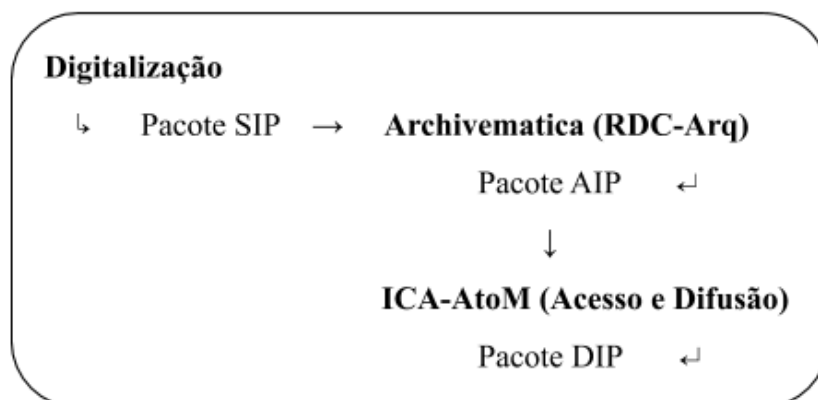 Digitalização
↳ Pacote SIP → Archivematica (RDC-Arq)
Pacote AIP ↵
↓
ICA-AtoM (Acesso e Difusão)
Pacote DIP ↵